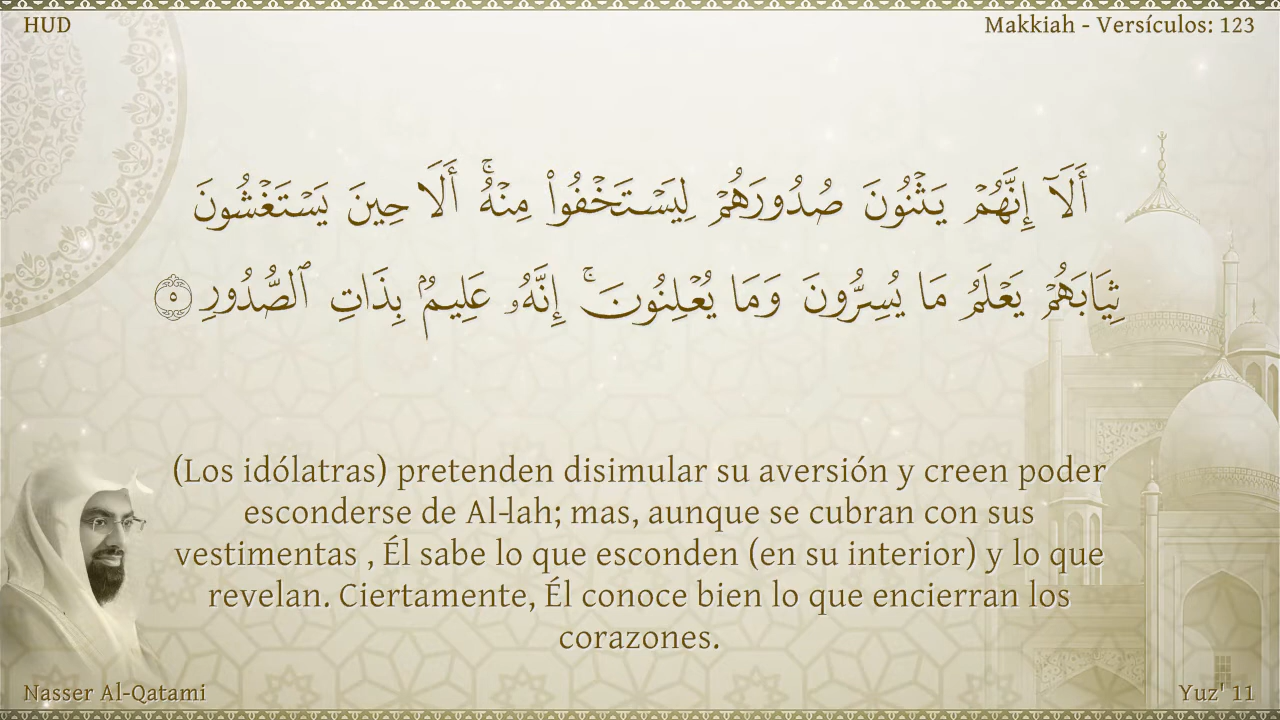 HUD
Makkiah - Versículos: 123
أَلَآ إِنَّهُمۡ يَثۡنُونَ صُدُورَهُمۡ لِيَسۡتَخۡفُواْ مِنۡهُۚ أَلَا حِينَ يَسۡتَغۡشُونَ
ثِيَابَهُمۡ يَعۡلَمُ مَا يُسِرُّونَ وَمَا يُعۡلِنُونَۚ إِنَّهُۥ عَلِيمُۢ بِذَاتِ ٱلصُّدُورِ ٥
(Los idólatras) pretenden disimular su aversión y creen poder
esconderse de Al-lah; mas, aunque se cubran con sus
vestimentas , Él sabe lo que esconden (en su interior) y lo que
revelan. Ciertamente, Él conoce bien lo que encierran los
corazones.
Nasser Al-Qatami
Yuz' 11